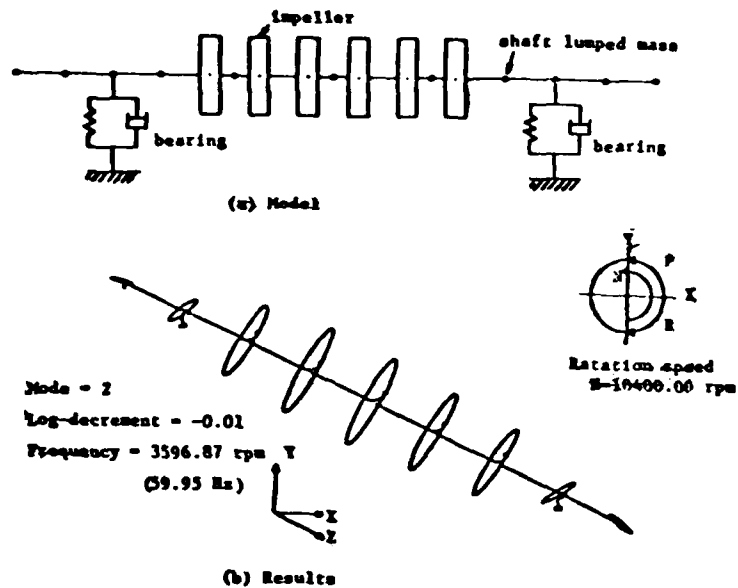 impeller
shaft lumped mass
bearing
bearing
(a) Model
Y
P
N
X
R
Ratation speed
N=10400.00 rpm
Mode = 2
Log-decrement = -0.01
Frequency = 3596.87 rpm
(59.95 Hz)
Y
X
Z
(b) Results